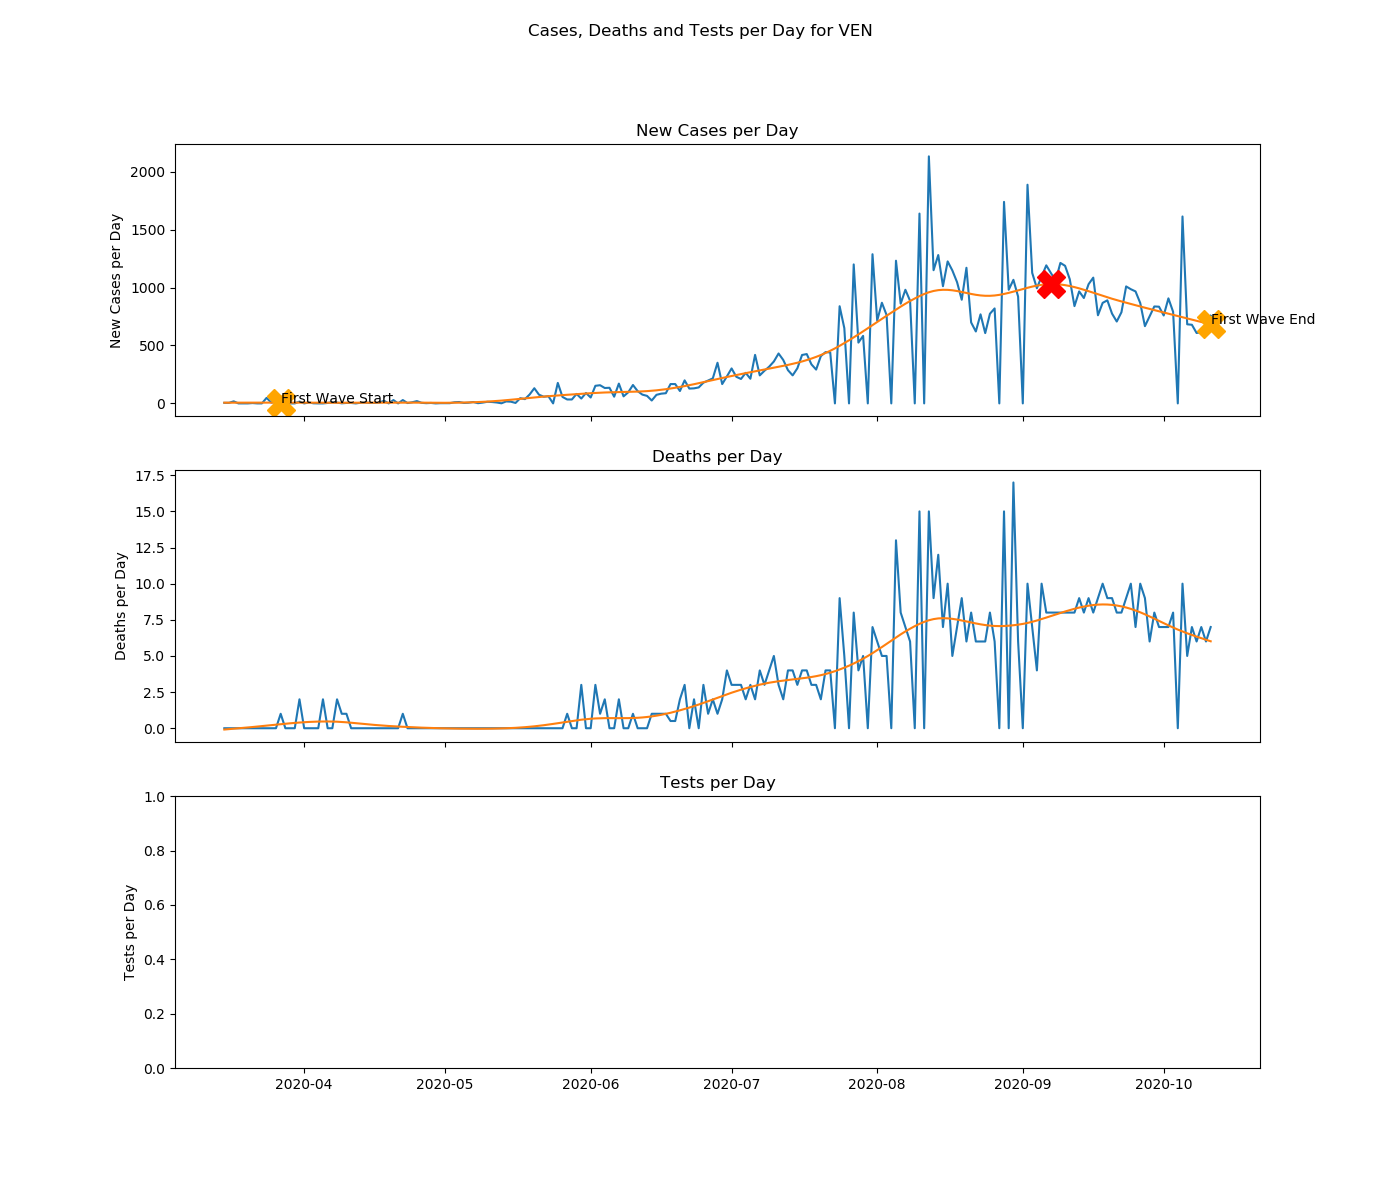 Cases, Deaths and Tests per Day for VEN
New Cases per Day
New Cases per Day
2000
1500
1000
500
0
First Wave Start
First Wave End
Deaths per Day
Deaths per Day
17.5
15.0
12.5
10.0
7.5
5.0
2.5
0.0
Tests per Day
Tests per Day
1.0
0.8
0.6
0.4
0.2
0.0
2020-04 2020-05 2020-06 2020-07 2020-08 2020-09 2020-10